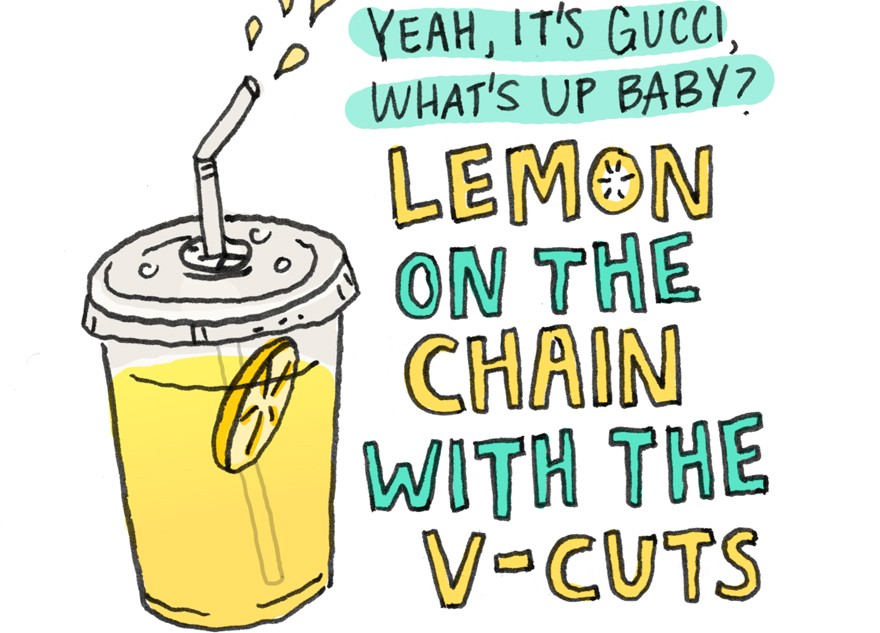 YEAH, IT'S GUCCI,
WHAT'S UP BABY?
LEMON
ON THE
CHAIN
WITH THE
V-CUTS